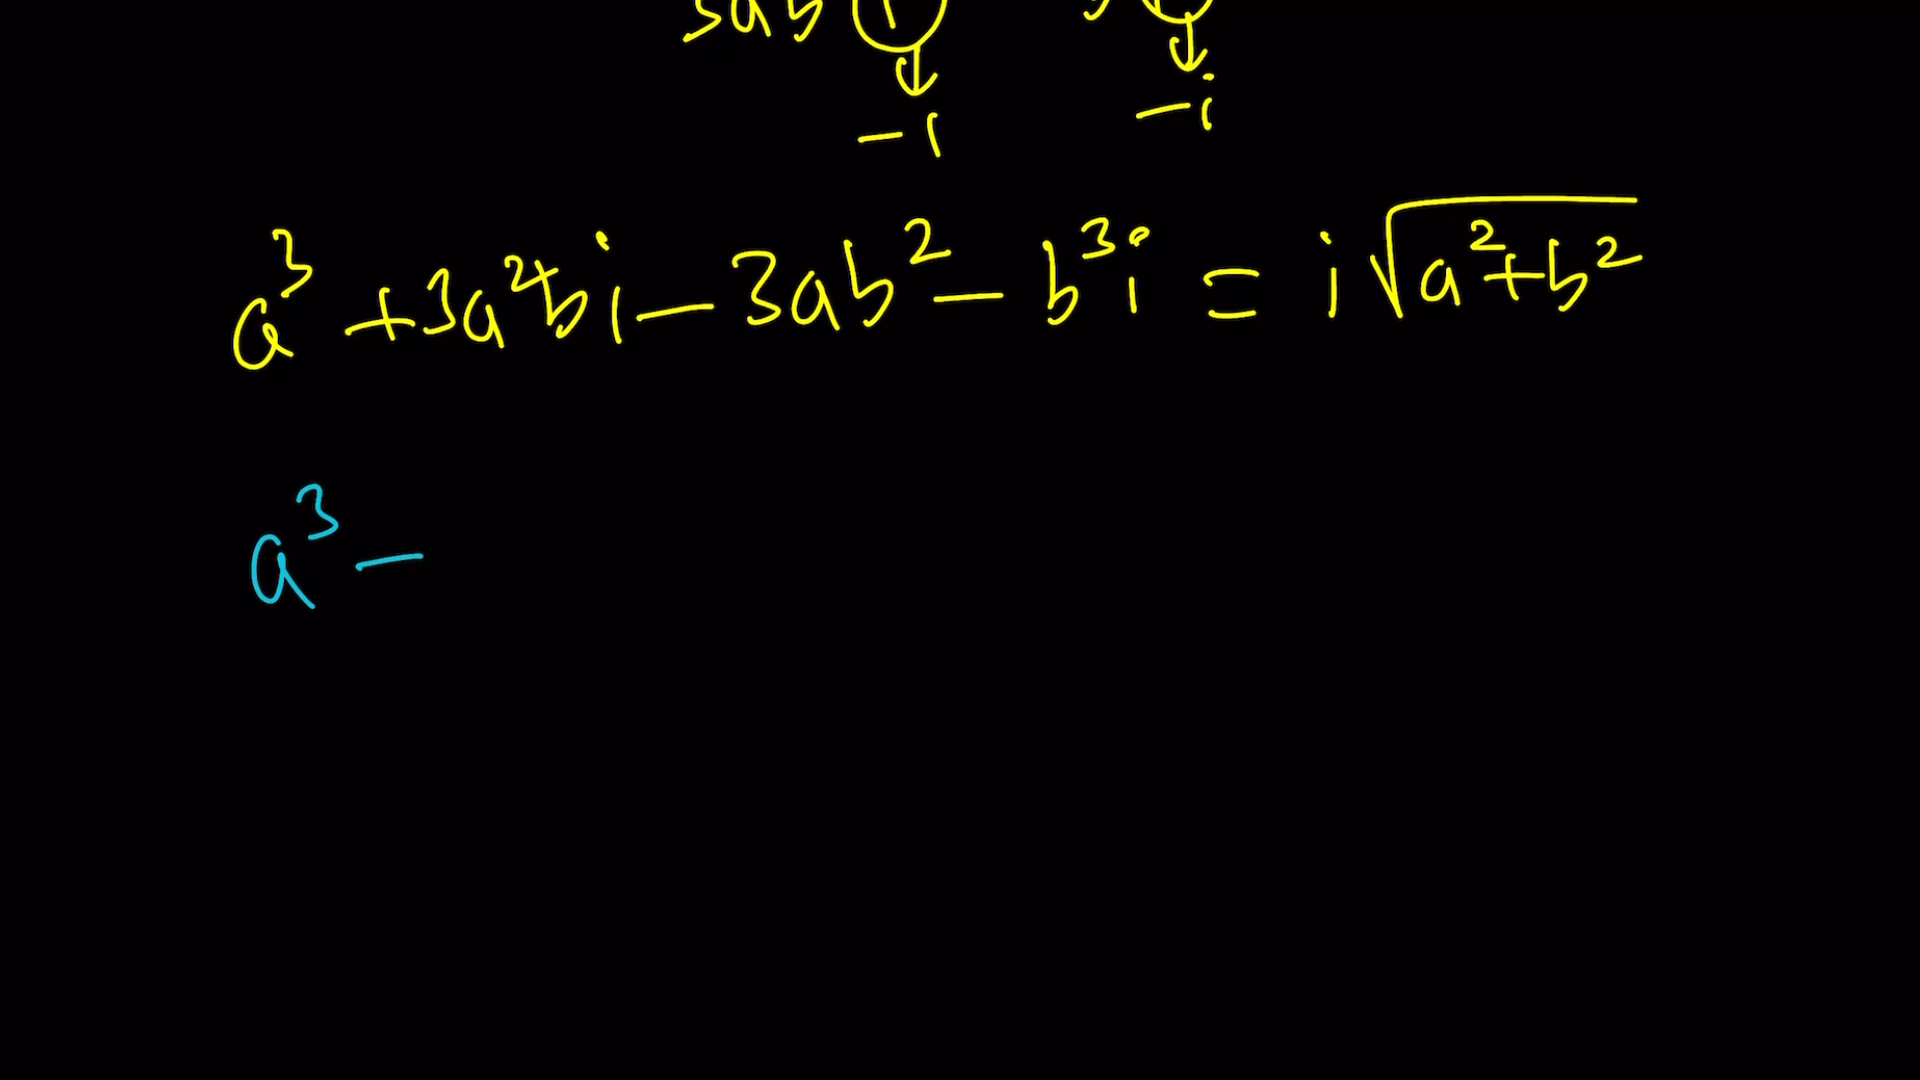 3ab
-1 -i
a³ + 3a²bi - 3ab² - b³i = i√(a²+b²)
a³ -